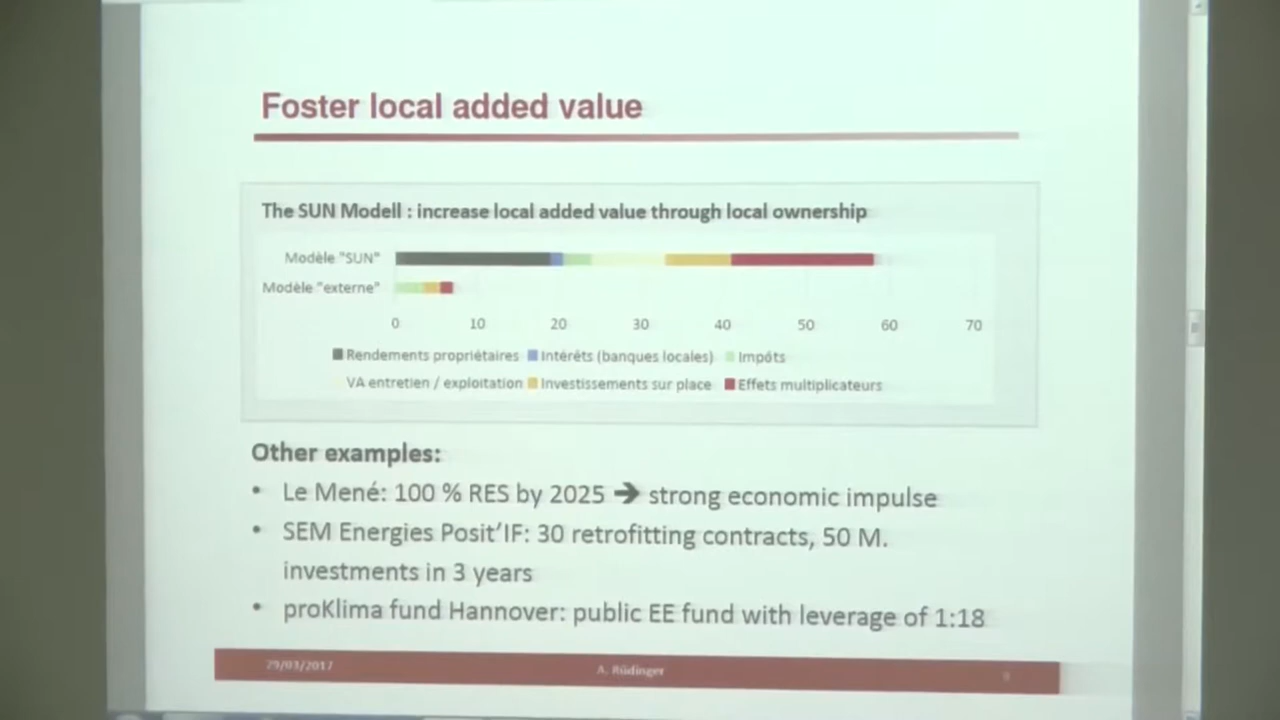 Foster local added value
The SUN Modell : increase local added value through local ownership
Modèle "SUN"
Modèle "externe"
0 10 20 30 40 50 60 70
Rendements propriétaires Intérêts (banques locales) Impôts
VA entretien / exploitation Investissements sur place Effets multiplicateurs
Other examples:
• Le Mené: 100 % RES by 2025 ➔ strong economic impulse
• SEM Energies Posit'IF: 30 retrofitting contracts, 50 M.
investments in 3 years
• proKlima fund Hannover: public EE fund with leverage of 1:18
29/03/2017 A. Rüdinger 9